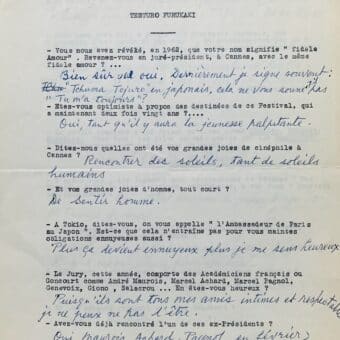 TESTURO FURUKAKI
- Vous nous avez révélé, en 1962, que votre nom signifie " fidèle
Amour" . Revenez-vous en juré-président, à Cannes, avec le même
fidèle amour ? ...
Bien sûr que oui. Dernièrement je signe souvent:
"Tchuma Tojure en japonais, cela ne vous sonne pas
"Tu m'a toujours"?
- Etes-vous optimiste à propos des destinées de ce Festival, qui
a maintenant deux fois vingt ans ?....
Oui, tant qu'il y aura la jeunesse palpitante.
- Dites-nous quelles ont été vos grandes joies de cinéphile à
Cannes ?
Rencontrer des soleils, tant de soleils
humains
- Et vos grandes joies d'homme, tout court ?
De sentir homme.
- A Tokio, dites-vous, on vous appelle " l'Ambassadeur de Paris
au Japon ". Est-ce que cela n'entraîne pas pour vous maintes
obligations ennuyeuses aussi ?
Plus ça devient ennuyeux plus je me sens heureux
- Le Jury, cette année, comporte des Académiciens français ou
Goncourt comme André Maurois, Marcel Achard, Marcel Pagnol,
Genevoix, Giono , Salacrou ... En êtes-vous heureux ?
Puisqu'ils sont tous mes amis intimes et respectable
je ne peux ne pas l'être.
- Avez-vous déjà rencontré l'un de ces ex-Présidents ?
Oui Maurois Achard, Pagnol en février)